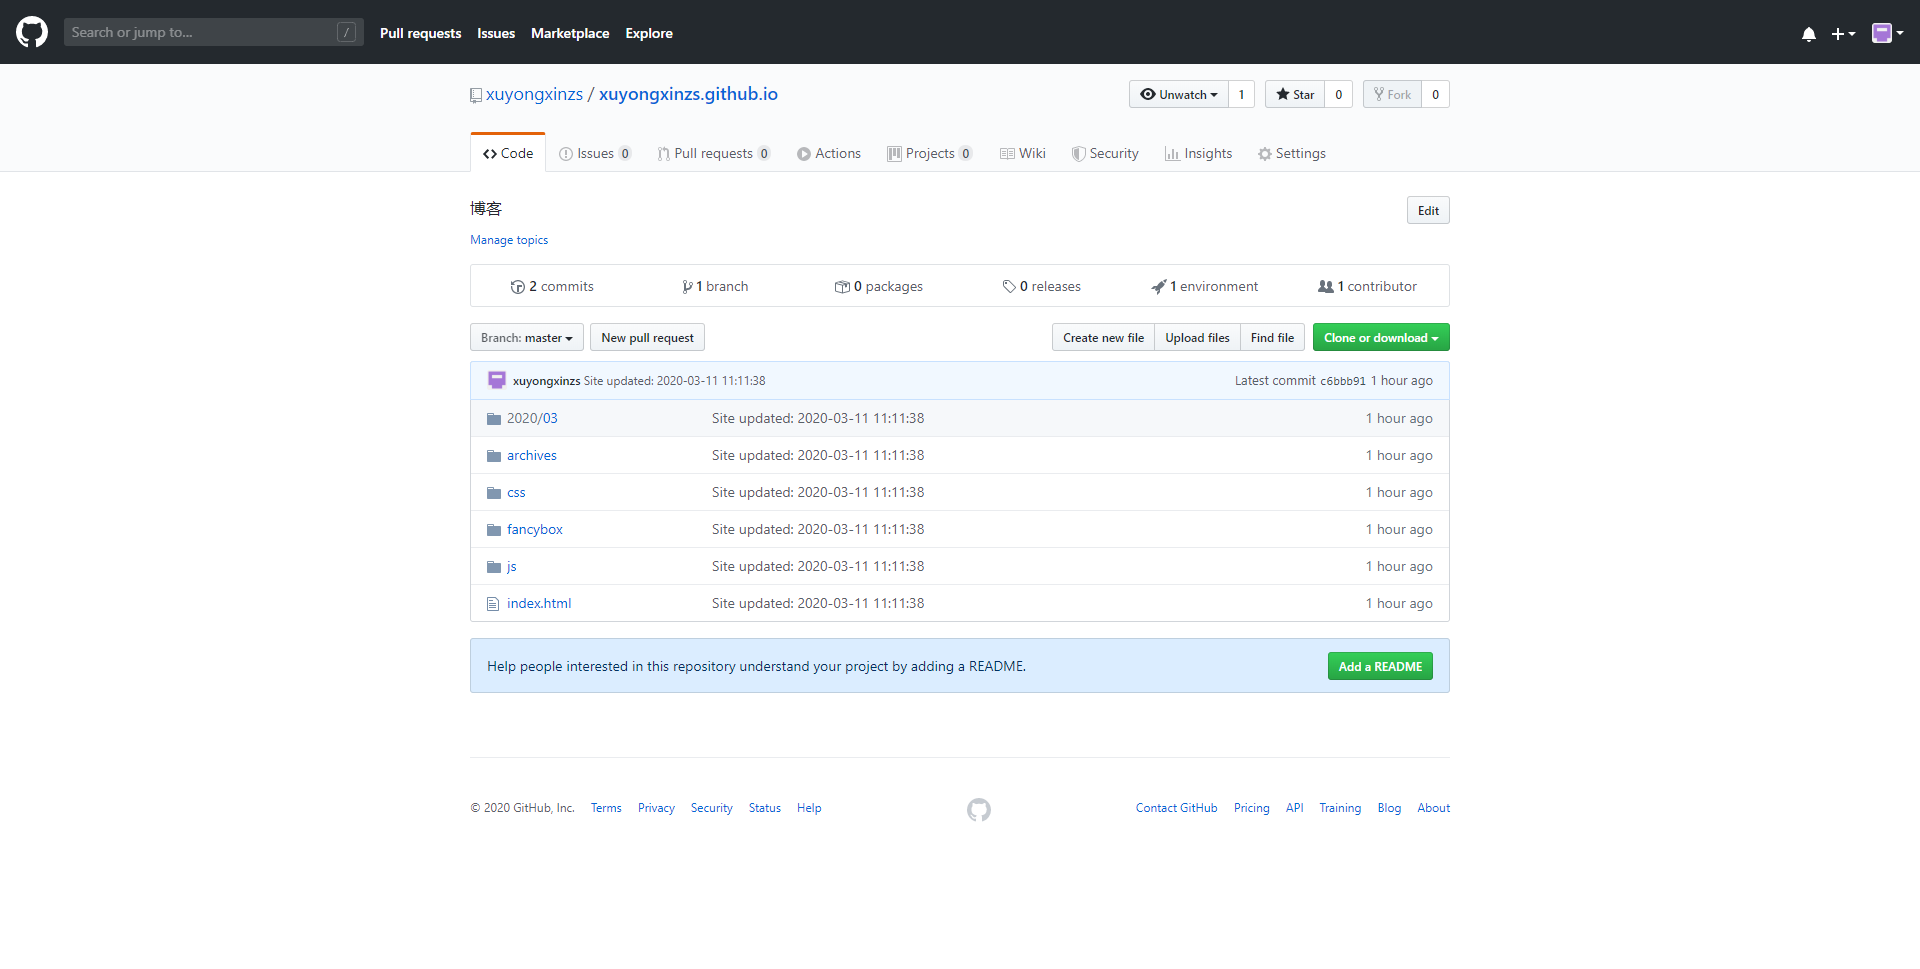 Search or jump to... / Pull requests Issues Marketplace Explore
xuyongxinzs / xuyongxinzs.github.io Unwatch 1 Star 0 Fork 0
Code Issues 0 Pull requests 0 Actions Projects 0 Wiki Security Insights Settings
博客 Edit
Manage topics
2 commits 1 branch 0 packages 0 releases 1 environment 1 contributor
Branch: master New pull request Create new file Upload files Find file Clone or download
xuyongxinzs Site updated: 2020-03-11 11:11:38 Latest commit c6bbb91 1 hour ago
2020/03 Site updated: 2020-03-11 11:11:38 1 hour ago
archives Site updated: 2020-03-11 11:11:38 1 hour ago
css Site updated: 2020-03-11 11:11:38 1 hour ago
fancybox Site updated: 2020-03-11 11:11:38 1 hour ago
js Site updated: 2020-03-11 11:11:38 1 hour ago
index.html Site updated: 2020-03-11 11:11:38 1 hour ago
Help people interested in this repository understand your project by adding a README. Add a README
© 2020 GitHub, Inc. Terms Privacy Security Status Help Contact GitHub Pricing API Training Blog About